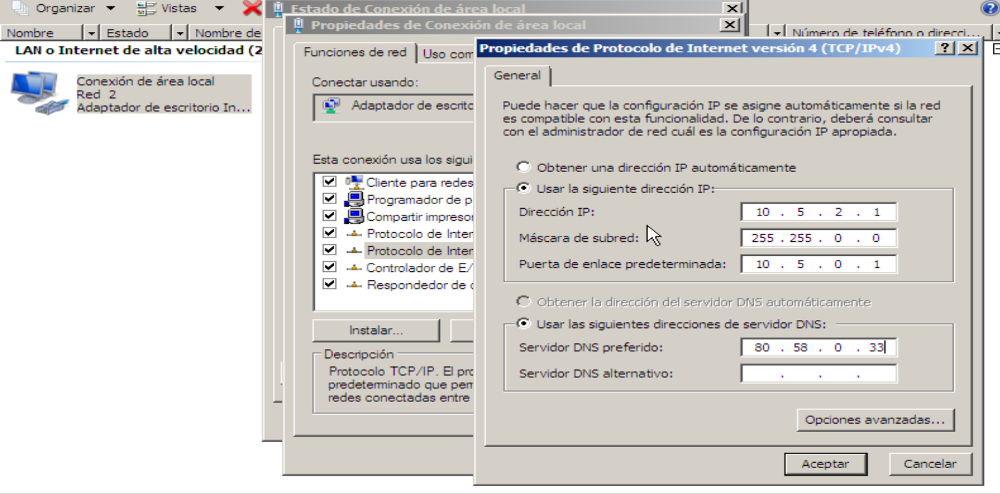 Organizar
Vistas
Nombre
Estado
Nombre de
Número de teléfono o direcci...
LAN o Internet de alta velocidad (2
Conexión de área local
Red 2
Adaptador de escritorio In...
Estado de Conexión de área local
Propiedades de Conexión de área local
Funciones de red
Uso com
Conectar usando:
Adaptador de escrito
Esta conexión usa los sigui
Cliente para redes
Programador de p
Compartir impresor
Protocolo de Inter
Protocolo de Inter
Controlador de E/
Respondedor de
Instalar...
Descripción
Protocolo TCP/IP. El pro
predeterminado que perm
redes conectadas entre
Propiedades de Protocolo de Internet versión 4 (TCP/IPv4)
General
Puede hacer que la configuración IP se asigne automáticamente si la red
es compatible con esta funcionalidad. De lo contrario, deberá consultar
con el administrador de red cuál es la configuración IP apropiada.
Obtener una dirección IP automáticamente
Usar la siguiente dirección IP:
Dirección IP: 10 . 5 . 2 . 1
Máscara de subred: 255 . 255 . 0 . 0
Puerta de enlace predeterminada: 10 . 5 . 0 . 1
Obtener la dirección del servidor DNS automáticamente
Usar las siguientes direcciones de servidor DNS:
Servidor DNS preferido: 80 . 58 . 0 . 33
Servidor DNS alternativo: . . .
Opciones avanzadas...
Aceptar
Cancelar